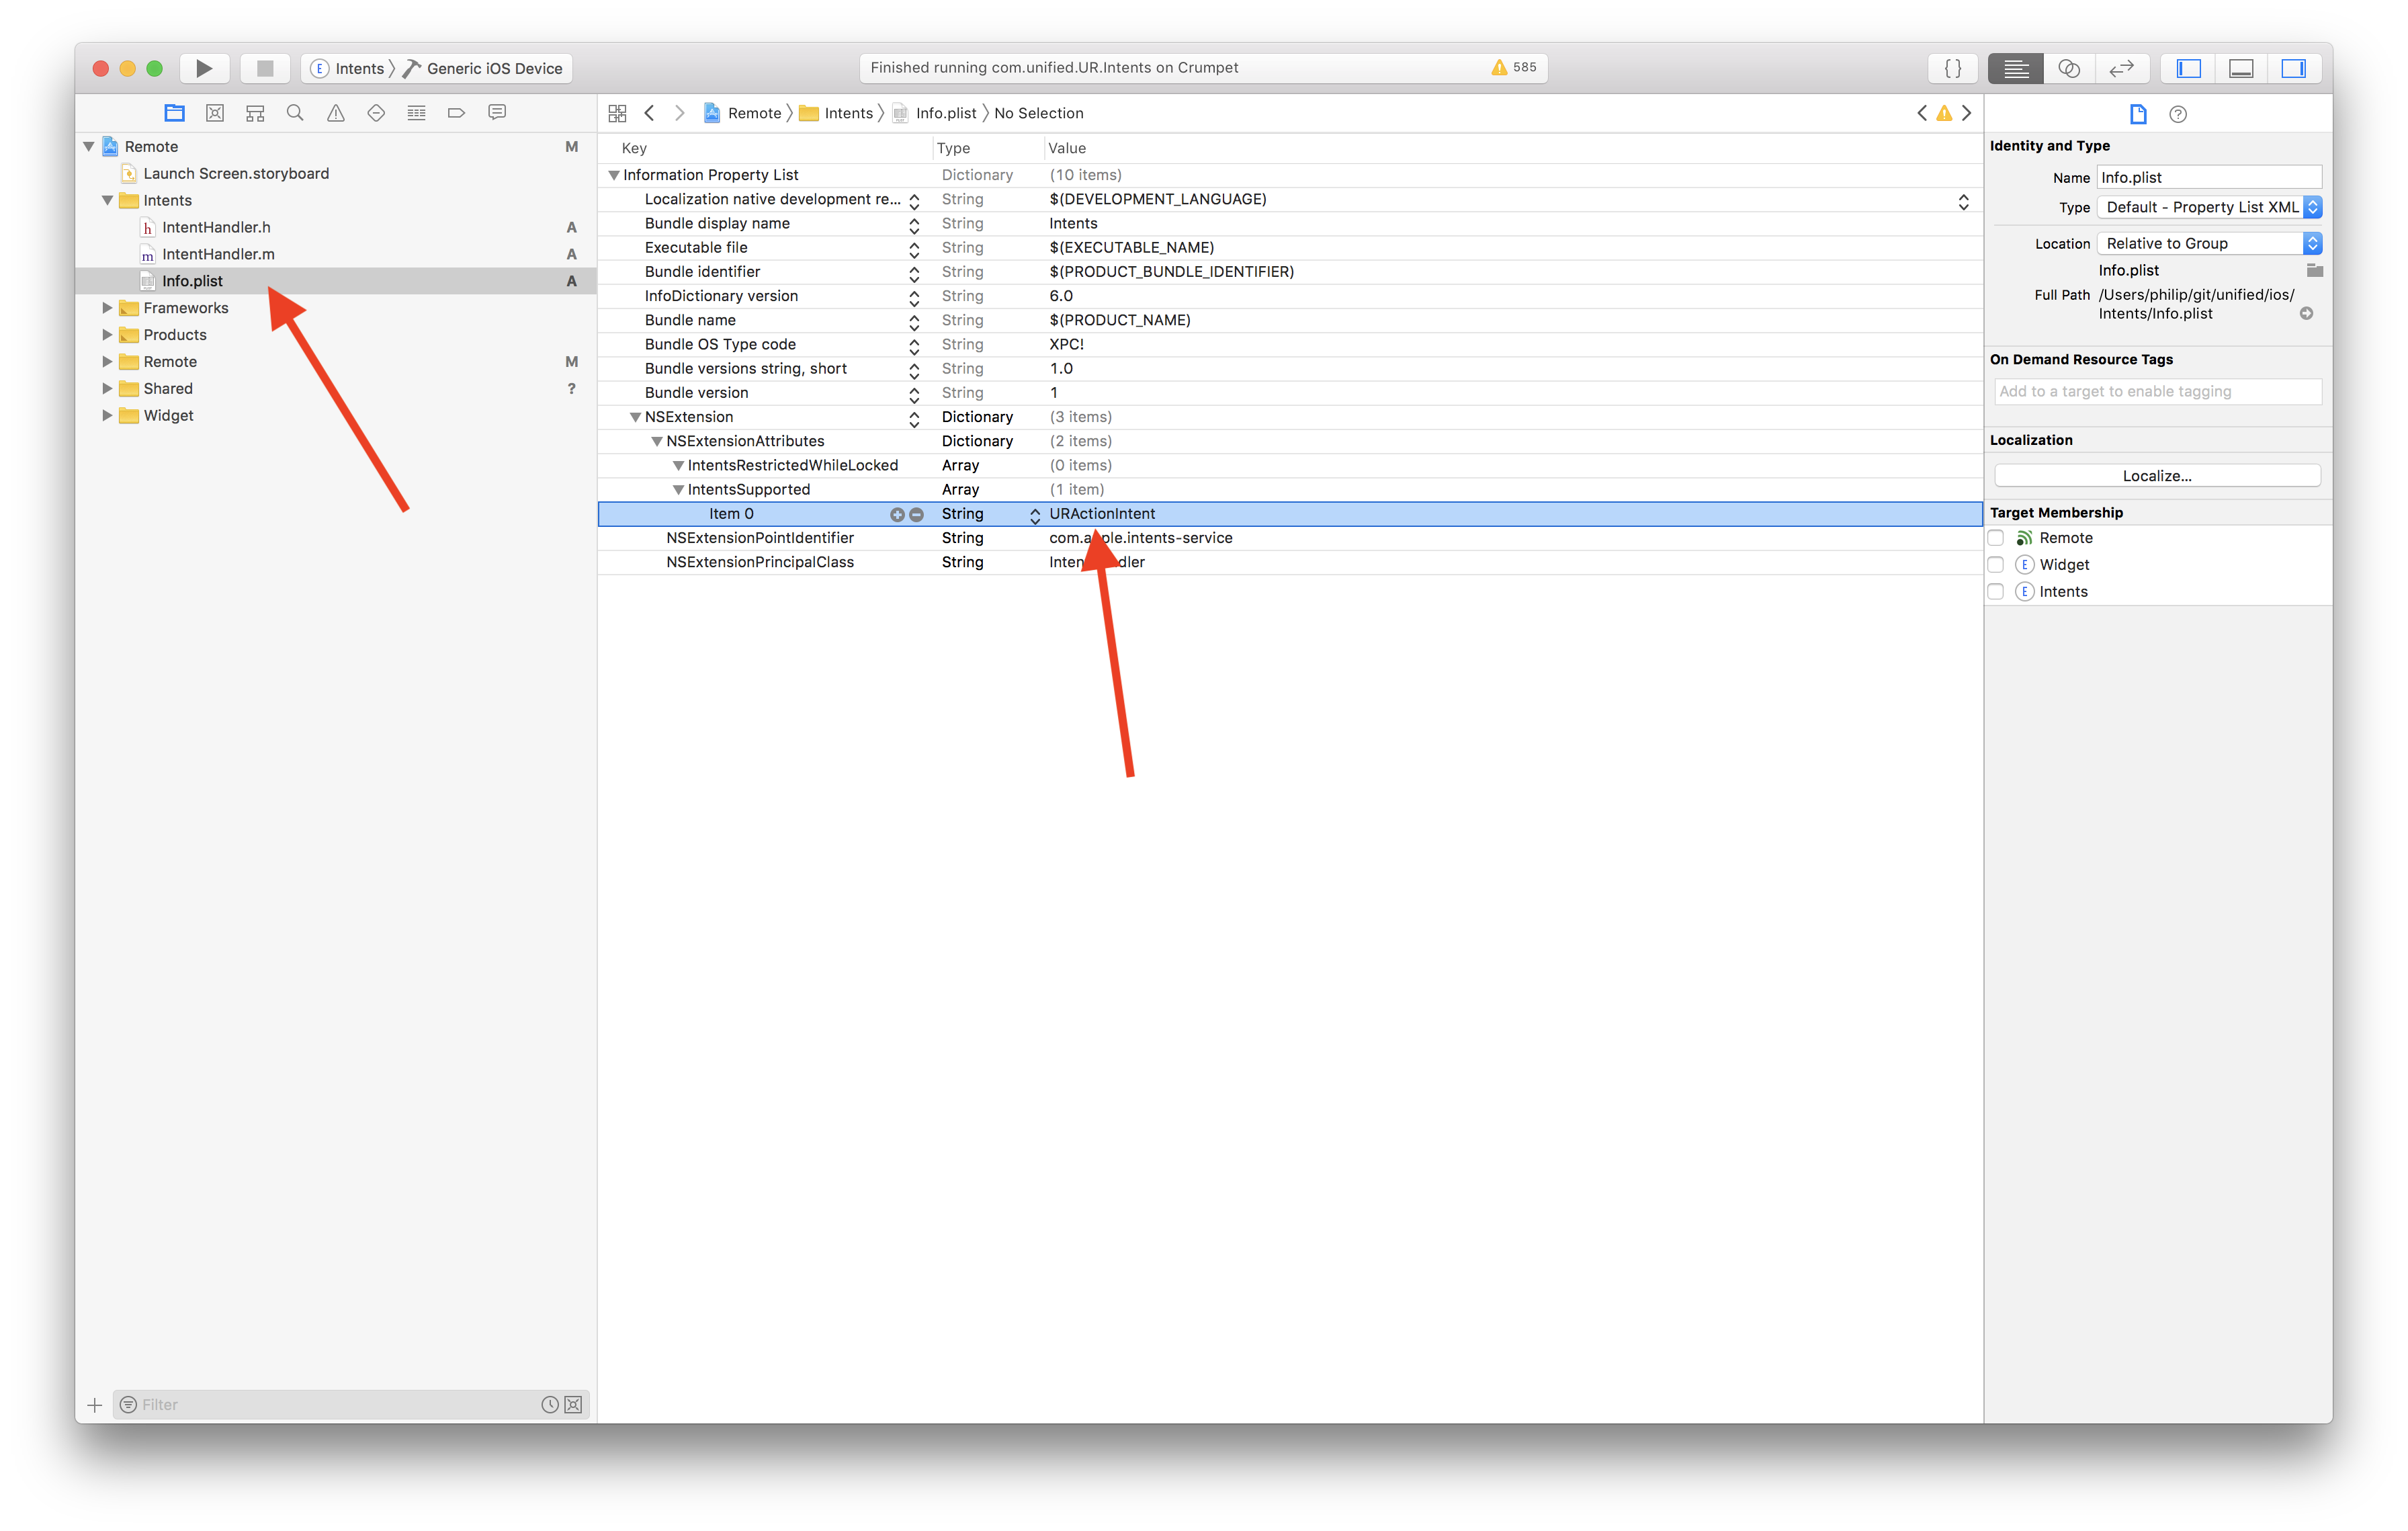 Intents Generic iOS Device
Finished running com.unified.UR.Intents on Crumpet
585
{ }
Remote Intents Info.plist No Selection
Remote M
Launch Screen.storyboard
Intents
IntentHandler.h A
IntentHandler.m A
Info.plist A
Frameworks
Products
Remote M
Shared ?
Widget
Filter
Key Type Value
Information Property List Dictionary (10 items)
Localization native development re... String $(DEVELOPMENT_LANGUAGE)
Bundle display name String Intents
Executable file String $(EXECUTABLE_NAME)
Bundle identifier String $(PRODUCT_BUNDLE_IDENTIFIER)
InfoDictionary version String 6.0
Bundle name String $(PRODUCT_NAME)
Bundle OS Type code String XPC!
Bundle versions string, short String 1.0
Bundle version String 1
NSExtension Dictionary (3 items)
NSExtensionAttributes Dictionary (2 items)
IntentsRestrictedWhileLocked Array (0 items)
IntentsSupported Array (1 item)
Item 0 String URActionIntent
NSExtensionPointIdentifier String com.apple.intents-service
NSExtensionPrincipalClass String IntentHandler
Identity and Type
Name Info.plist
Type Default - Property List XML
Location Relative to Group
Info.plist
Full Path /Users/philip/git/unified/ios/
Intents/Info.plist
On Demand Resource Tags
Add to a target to enable tagging
Localization
Localize...
Target Membership
Remote
E Widget
E Intents